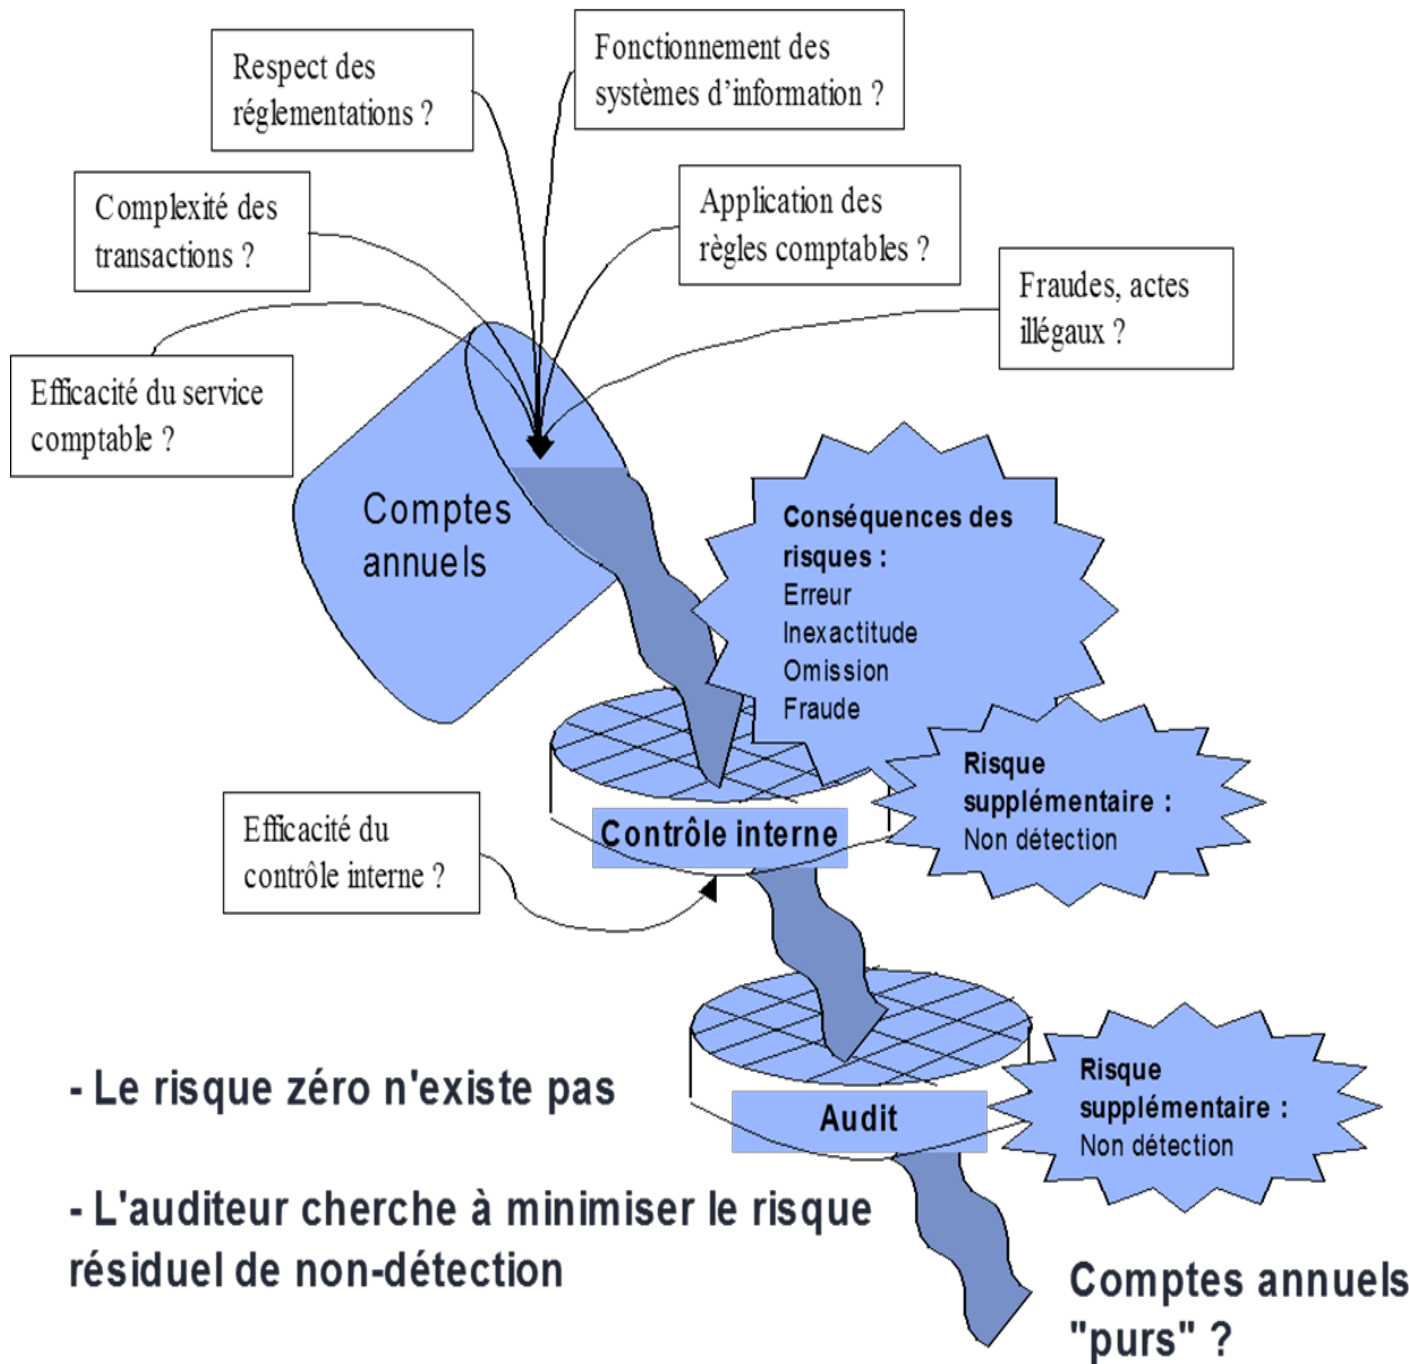 Respect des
réglementations ?
Fonctionnement des
systèmes d’information ?
Complexité des
transactions ?
Application des
règles comptables ?
Fraudes, actes
illégaux ?
Efficacité du service
comptable ?
Comptes
annuels
Conséquences des
risques :
Erreur
Inexactitude
Omission
Fraude
Risque
supplémentaire :
Non détection
Efficacité du
contrôle interne ?
Contrôle interne
Risque
supplémentaire :
Non détection
Audit
- Le risque zéro n'existe pas
- L'auditeur cherche à minimiser le risque
résiduel de non-détection
Comptes annuels
"purs" ?